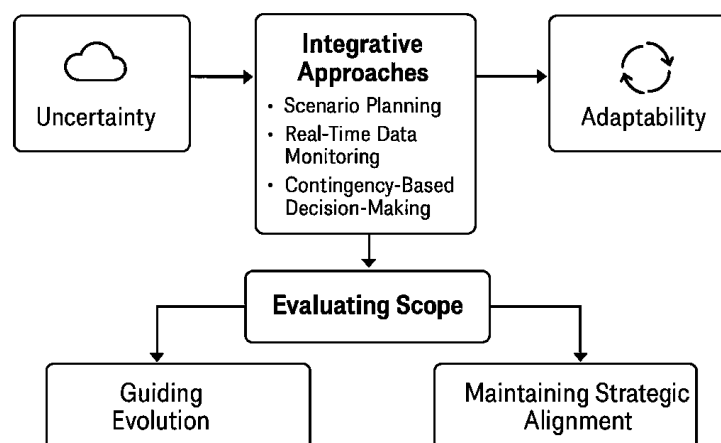 Uncertainty
Integrative
Approaches
• Scenario Planning
• Real-Time Data
Monitoring
• Contingency-Based
Decision-Making
Adaptability
Evaluating Scope
Guiding
Evolution
Maintaining Strategic
Alignment